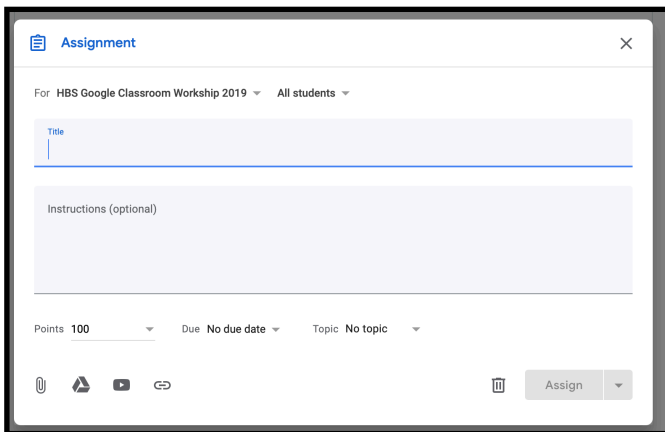 Assignment
For HBS Google Classroom Workship 2019 All students
Title
Instructions (optional)
Points 100 Due No due date Topic No topic
Assign